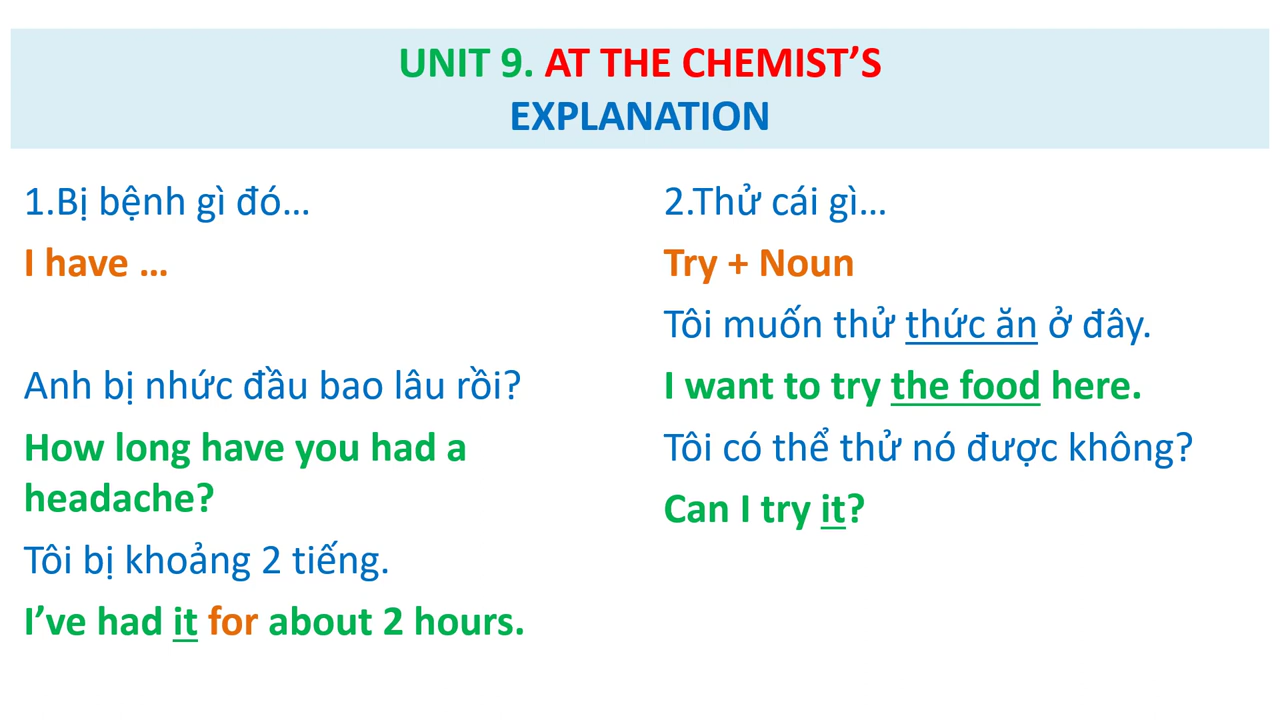 UNIT 9. AT THE CHEMIST’S
EXPLANATION
1.Bị bệnh gì đó…
I have …
Anh bị nhức đầu bao lâu rồi?
How long have you had a
headache?
Tôi bị khoảng 2 tiếng.
I’ve had it for about 2 hours.
2.Thử cái gì…
Try + Noun
Tôi muốn thử thức ăn ở đây.
I want to try the food here.
Tôi có thể thử nó được không?
Can I try it?